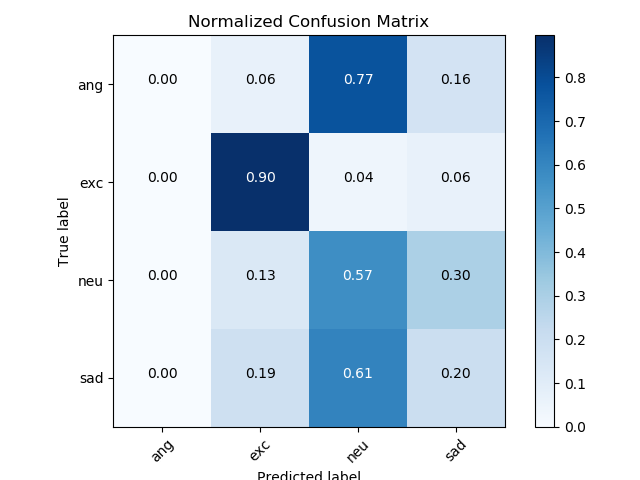 Normalized Confusion Matrix
True label
ang 0.00 0.06 0.77 0.16
exc 0.00 0.90 0.04 0.06
neu 0.00 0.13 0.57 0.30
sad 0.00 0.19 0.61 0.20
ang exc neu sad
Predicted label
0.8
0.7
0.6
0.5
0.4
0.3
0.2
0.1
0.0